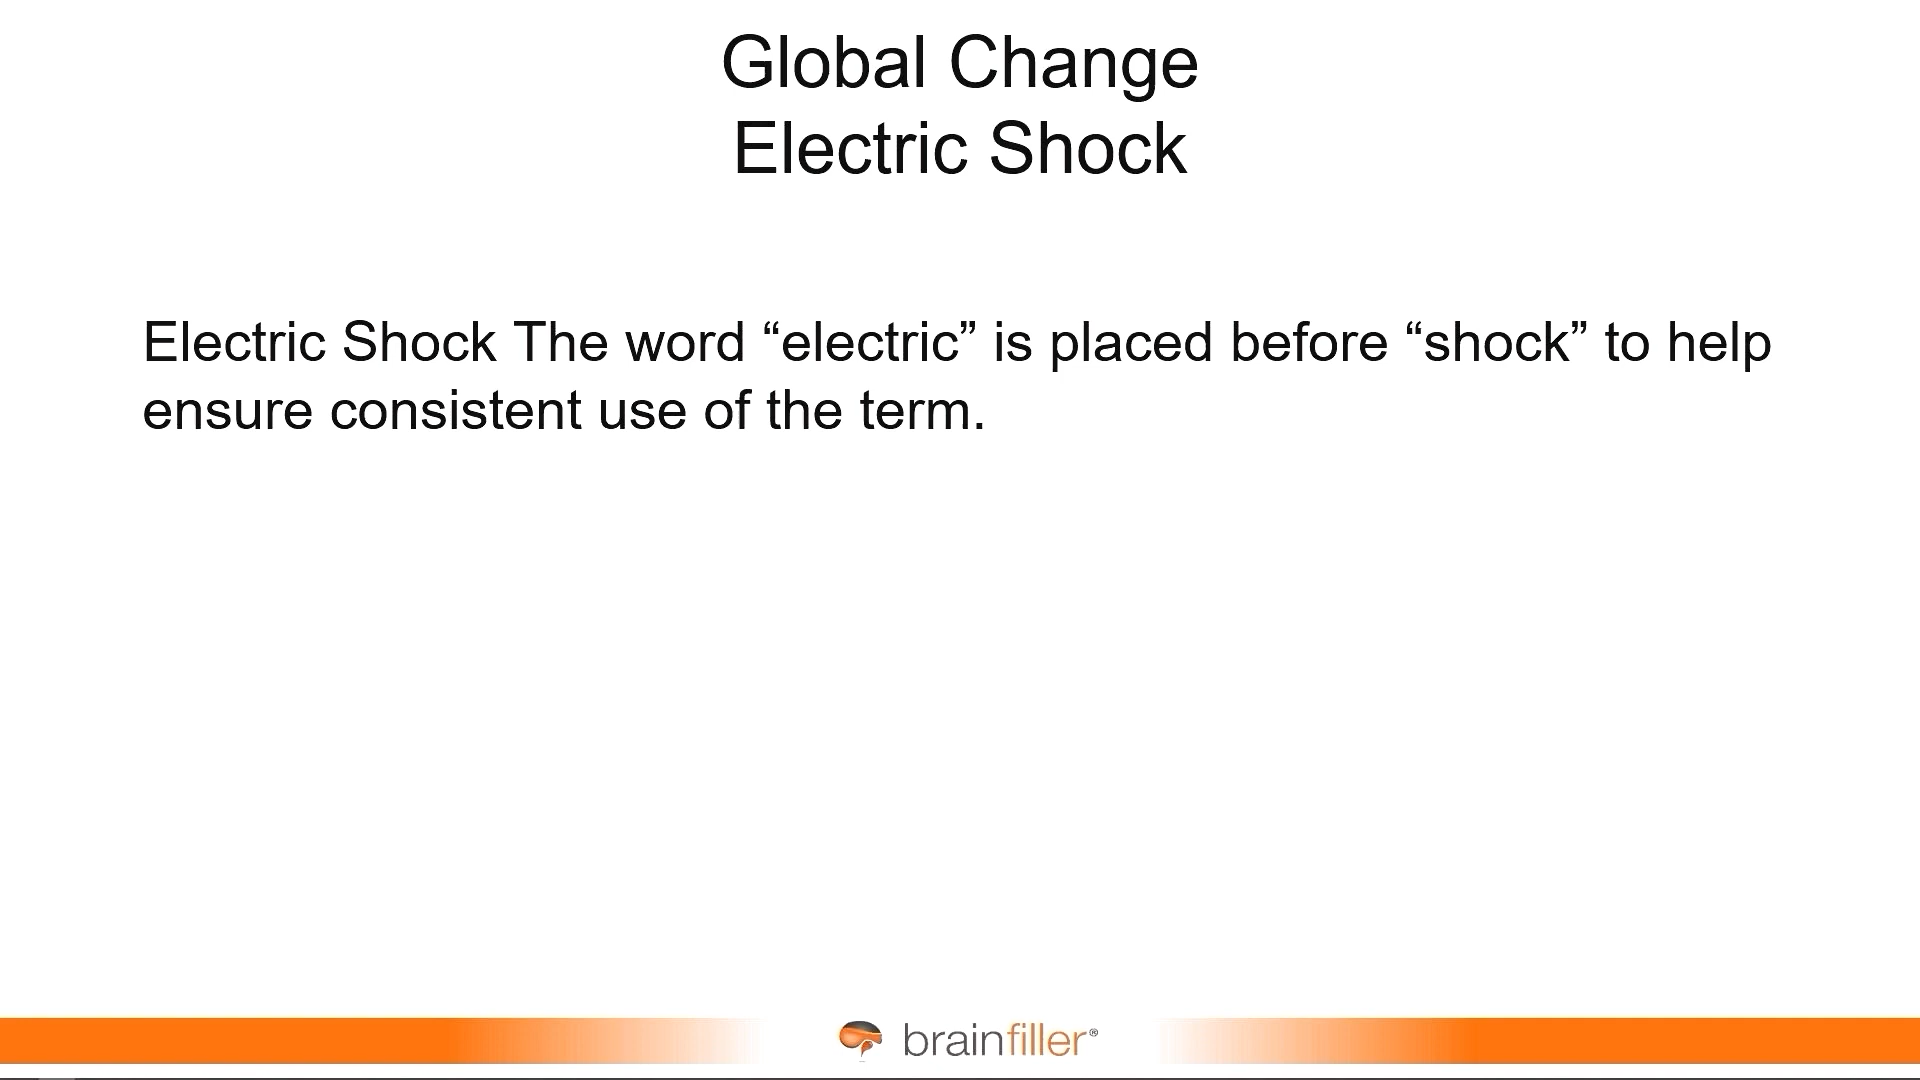 Global Change
Electric Shock
Electric Shock The word “electric” is placed before “shock” to help
ensure consistent use of the term.
brainfiller®